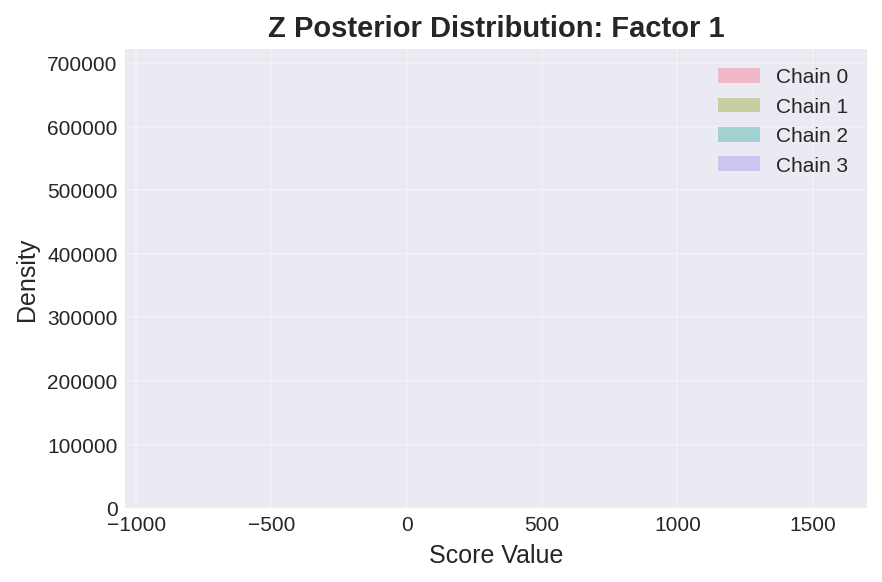 Z Posterior Distribution: Factor 1
700000
600000
500000
400000
300000
200000
100000
0
Density
Chain 0
Chain 1
Chain 2
Chain 3
−1000
−500
0
500
1000
1500
Score Value